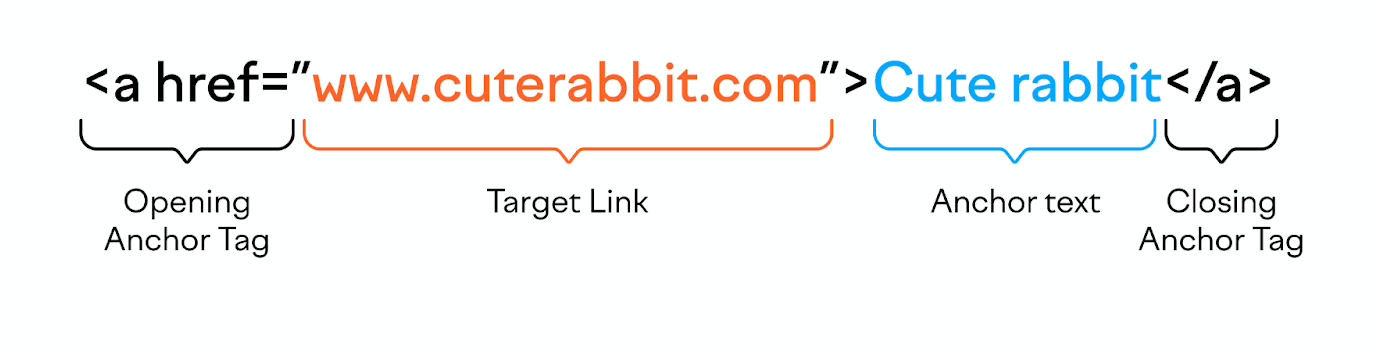 <a href=”www.cuterabbit.com”>Cute rabbit</a>
Opening
Anchor Tag
Target Link
Anchor text
Closing
Anchor Tag